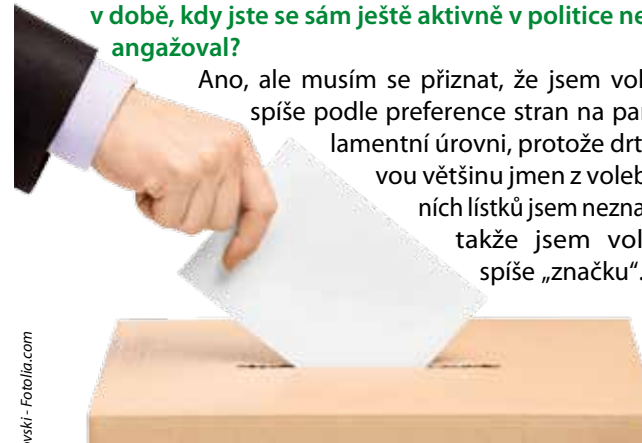 v době, kdy jste se sám ještě aktivně v politice ne
angažoval?
Ano, ale musím se přiznat, že jsem vol
spíše podle preference stran na par
lamentní úrovni, protože drt
vou většinu jmen z voleb
ních lístků jsem nezna
takže jsem vol
spíše „značku“.
ovski - Fotolia.com